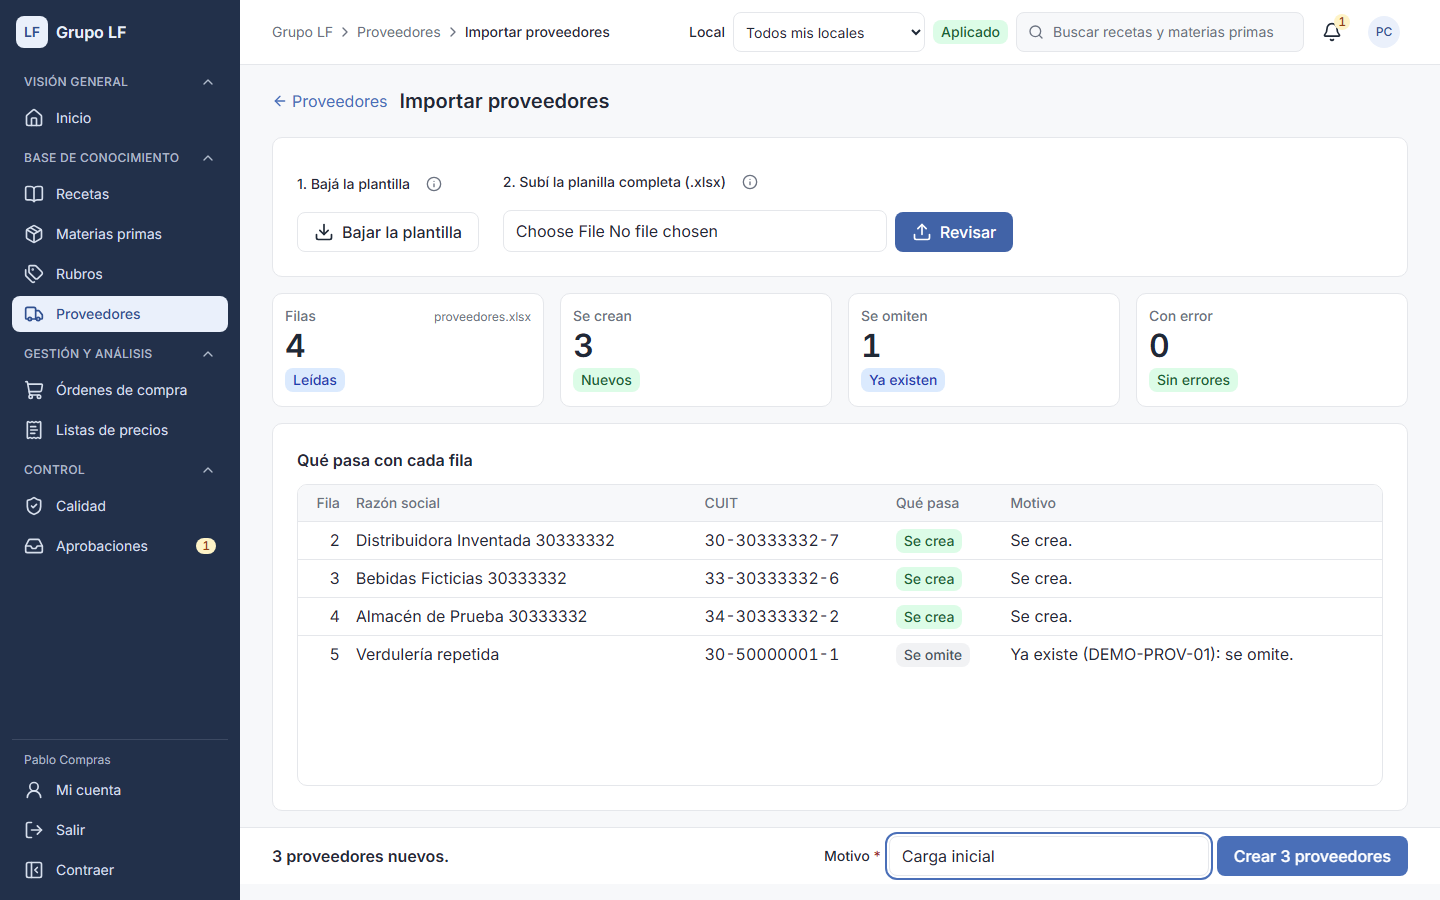 LF Grupo LF
VISIÓN GENERAL
Inicio
BASE DE CONOCIMIENTO
Recetas
Materias primas
Rubros
Proveedores
GESTIÓN Y ANÁLISIS
Órdenes de compra
Listas de precios
CONTROL
Calidad
Aprobaciones 1
Pablo Compras
Mi cuenta
Salir
Contraer
Grupo LF > Proveedores > Importar proveedores
Local Todos mis locales Aplicado Buscar recetas y materias primas 1 PC
← Proveedores Importar proveedores
1. Bajá la plantilla
Bajar la plantilla
2. Subí la planilla completa (.xlsx)
Choose File No file chosen Revisar
Filas proveedores.xlsx
4
Leídas
Se crean
3
Nuevos
Se omiten
1
Ya existen
Con error
0
Sin errores
Qué pasa con cada fila
Fila Razón social CUIT Qué pasa Motivo
2 Distribuidora Inventada 30333332 30-30333332-7 Se crea Se crea.
3 Bebidas Ficticias 30333332 33-30333332-6 Se crea Se crea.
4 Almacén de Prueba 30333332 34-30333332-2 Se crea Se crea.
5 Verdulería repetida 30-50000001-1 Se omite Ya existe (DEMO-PROV-01): se omite.
3 proveedores nuevos. Motivo * Carga inicial Crear 3 proveedores